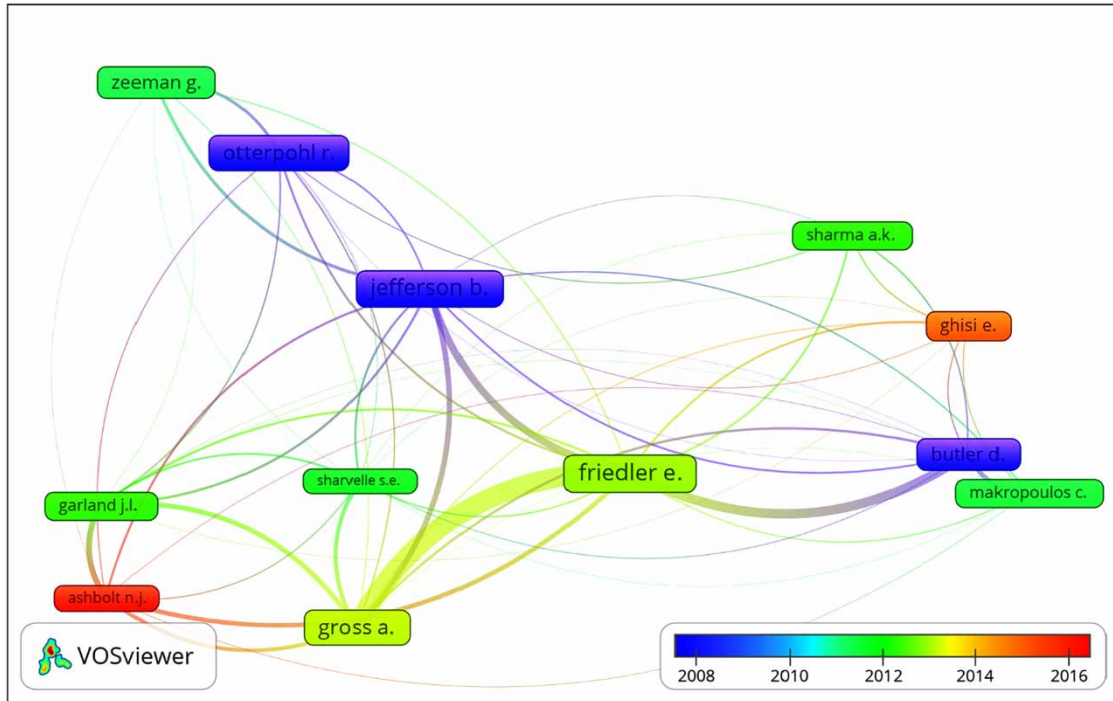 zeeman g.
otterpohl r.
sharma a.k.
jefferson b.
ghisi e.
butler d.
friedler e.
sharvelle s.e.
makropoulos c.
garland j.l.
ashbolt n.j.
gross a.
VOSviewer
2008 2010 2012 2014 2016